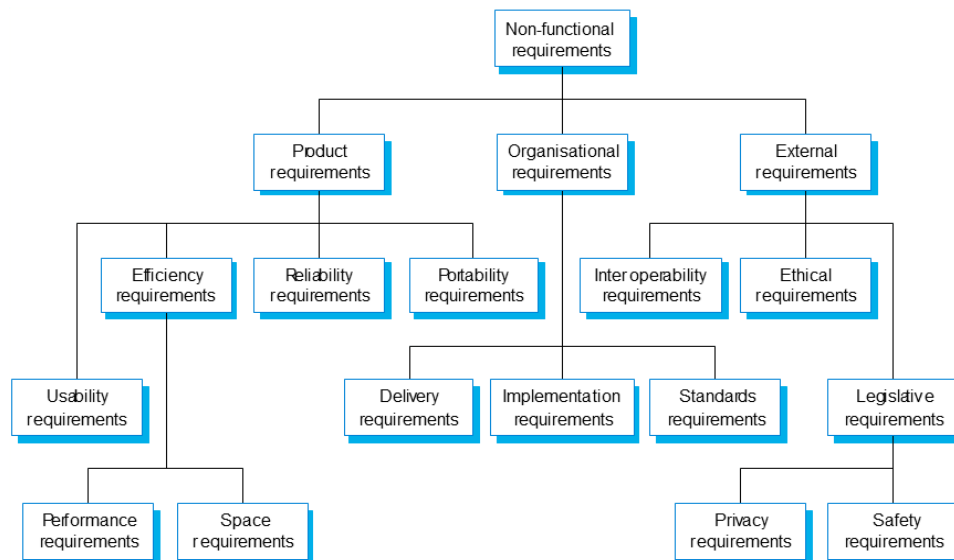 Non-functional
requirements
Product
requirements
Organisational
requirements
External
requirements
Efficiency
requirements
Reliability
requirements
Portability
requirements
Interoperability
requirements
Ethical
requirements
Usability
requirements
Delivery
requirements
Implementation
requirements
Standards
requirements
Legislative
requirements
Performance
requirements
Space
requirements
Privacy
requirements
Safety
requirements